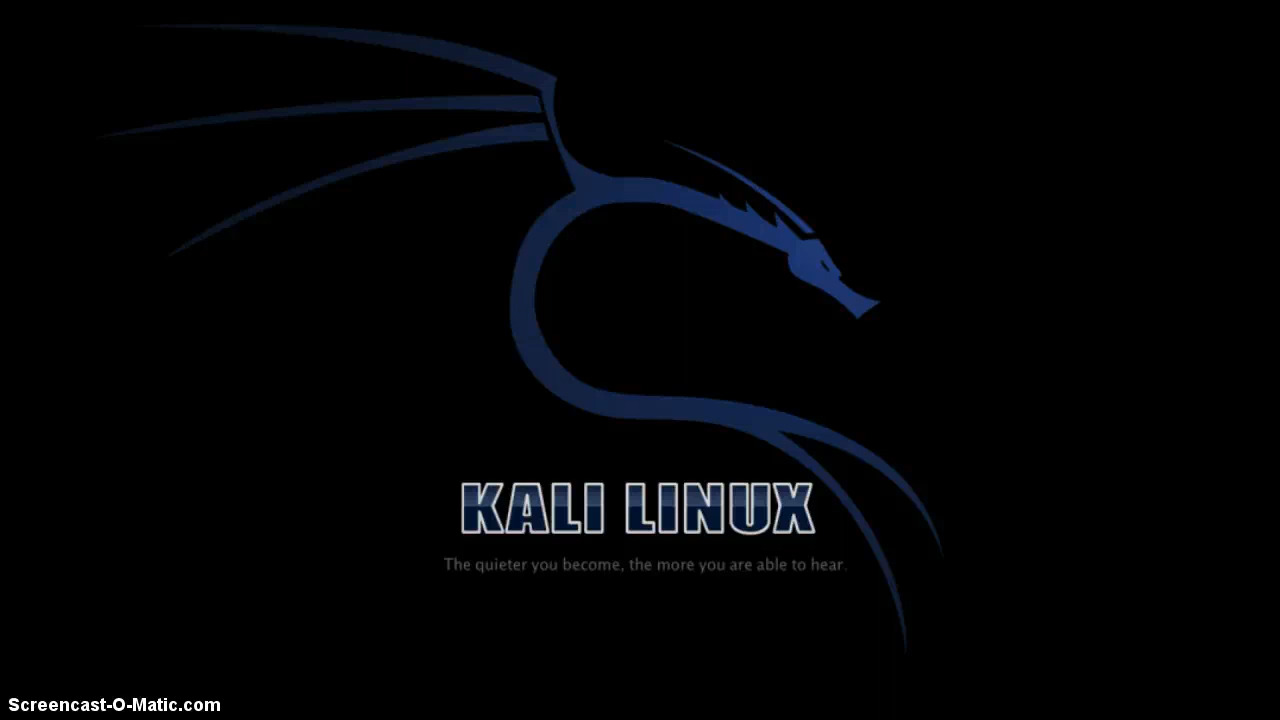 KALI LINUX
The quieter you become, the more you are able to hear.
Screencast-O-Matic.com